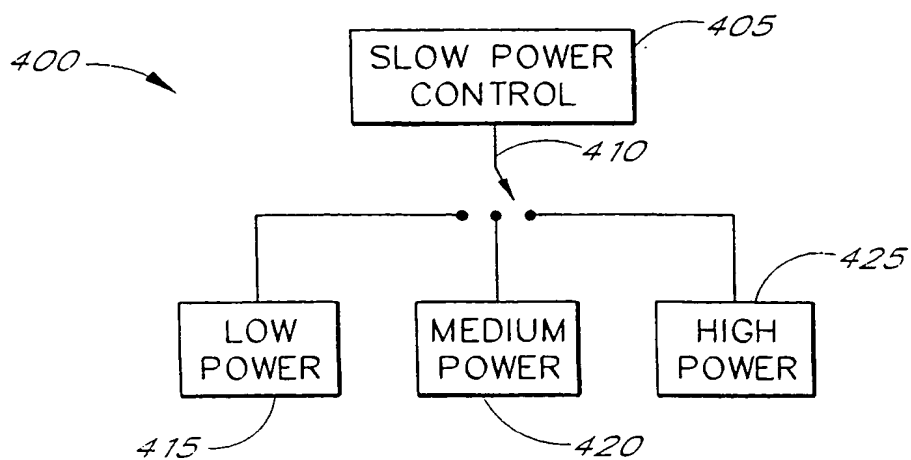 405
400
SLOW POWER
CONTROL
410
425
LOW
POWER
MEDIUM
POWER
HIGH
POWER
415
420